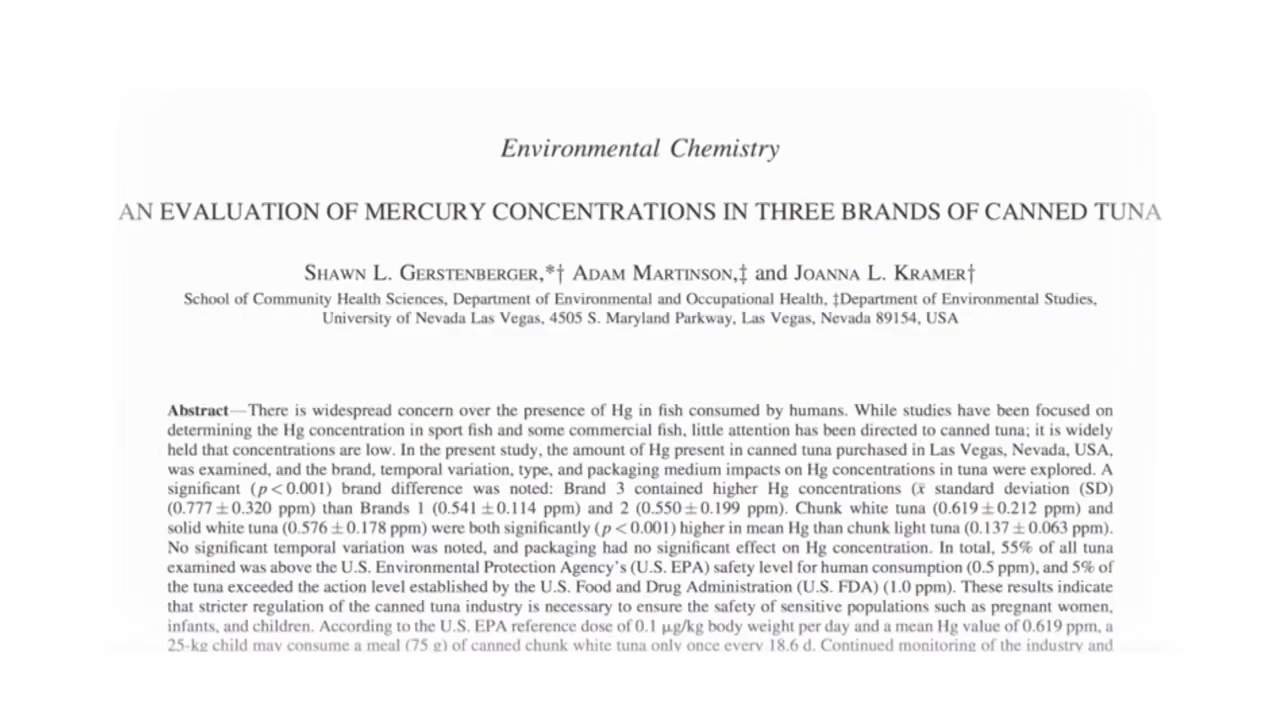 Environmental Chemistry
AN EVALUATION OF MERCURY CONCENTRATIONS IN THREE BRANDS OF CANNED TUNA
SHAWN L. GERSTENBERGER,*† ADAM MARTINSON,‡ and JOANNA L. KRAMER†
School of Community Health Sciences, Department of Environmental and Occupational Health, ‡Department of Environmental Studies,
University of Nevada Las Vegas, 4505 S. Maryland Parkway, Las Vegas, Nevada 89154, USA
Abstract—There is widespread concern over the presence of Hg in fish consumed by humans. While studies have been focused on
determining the Hg concentration in sport fish and some commercial fish, little attention has been directed to canned tuna; it is widely
held that concentrations are low. In the present study, the amount of Hg present in canned tuna purchased in Las Vegas, Nevada, USA,
was examined, and the brand, temporal variation, type, and packaging medium impacts on Hg concentrations in tuna were explored. A
significant (p < 0.001) brand difference was noted: Brand 3 contained higher Hg concentrations (x̄ standard deviation (SD)
(0.777 ± 0.320 ppm) than Brands 1 (0.541 ± 0.114 ppm) and 2 (0.550 ± 0.199 ppm). Chunk white tuna (0.619 ± 0.212 ppm) and
solid white tuna (0.576 ± 0.178 ppm) were both significantly (p < 0.001) higher in mean Hg than chunk light tuna (0.137 ± 0.063 ppm).
No significant temporal variation was noted, and packaging had no significant effect on Hg concentration. In total, 55% of all tuna
examined was above the U.S. Environmental Protection Agency's (U.S. EPA) safety level for human consumption (0.5 ppm), and 5% of
the tuna exceeded the action level established by the U.S. Food and Drug Administration (U.S. FDA) (1.0 ppm). These results indicate
that stricter regulation of the canned tuna industry is necessary to ensure the safety of sensitive populations such as pregnant women,
infants, and children. According to the U.S. EPA reference dose of 0.1 μg/kg body weight per day and a mean Hg value of 0.619 ppm, a
25-kg child may consume a meal (75 g) of canned chunk white tuna only once every 18.6 d. Continued monitoring of the industry and